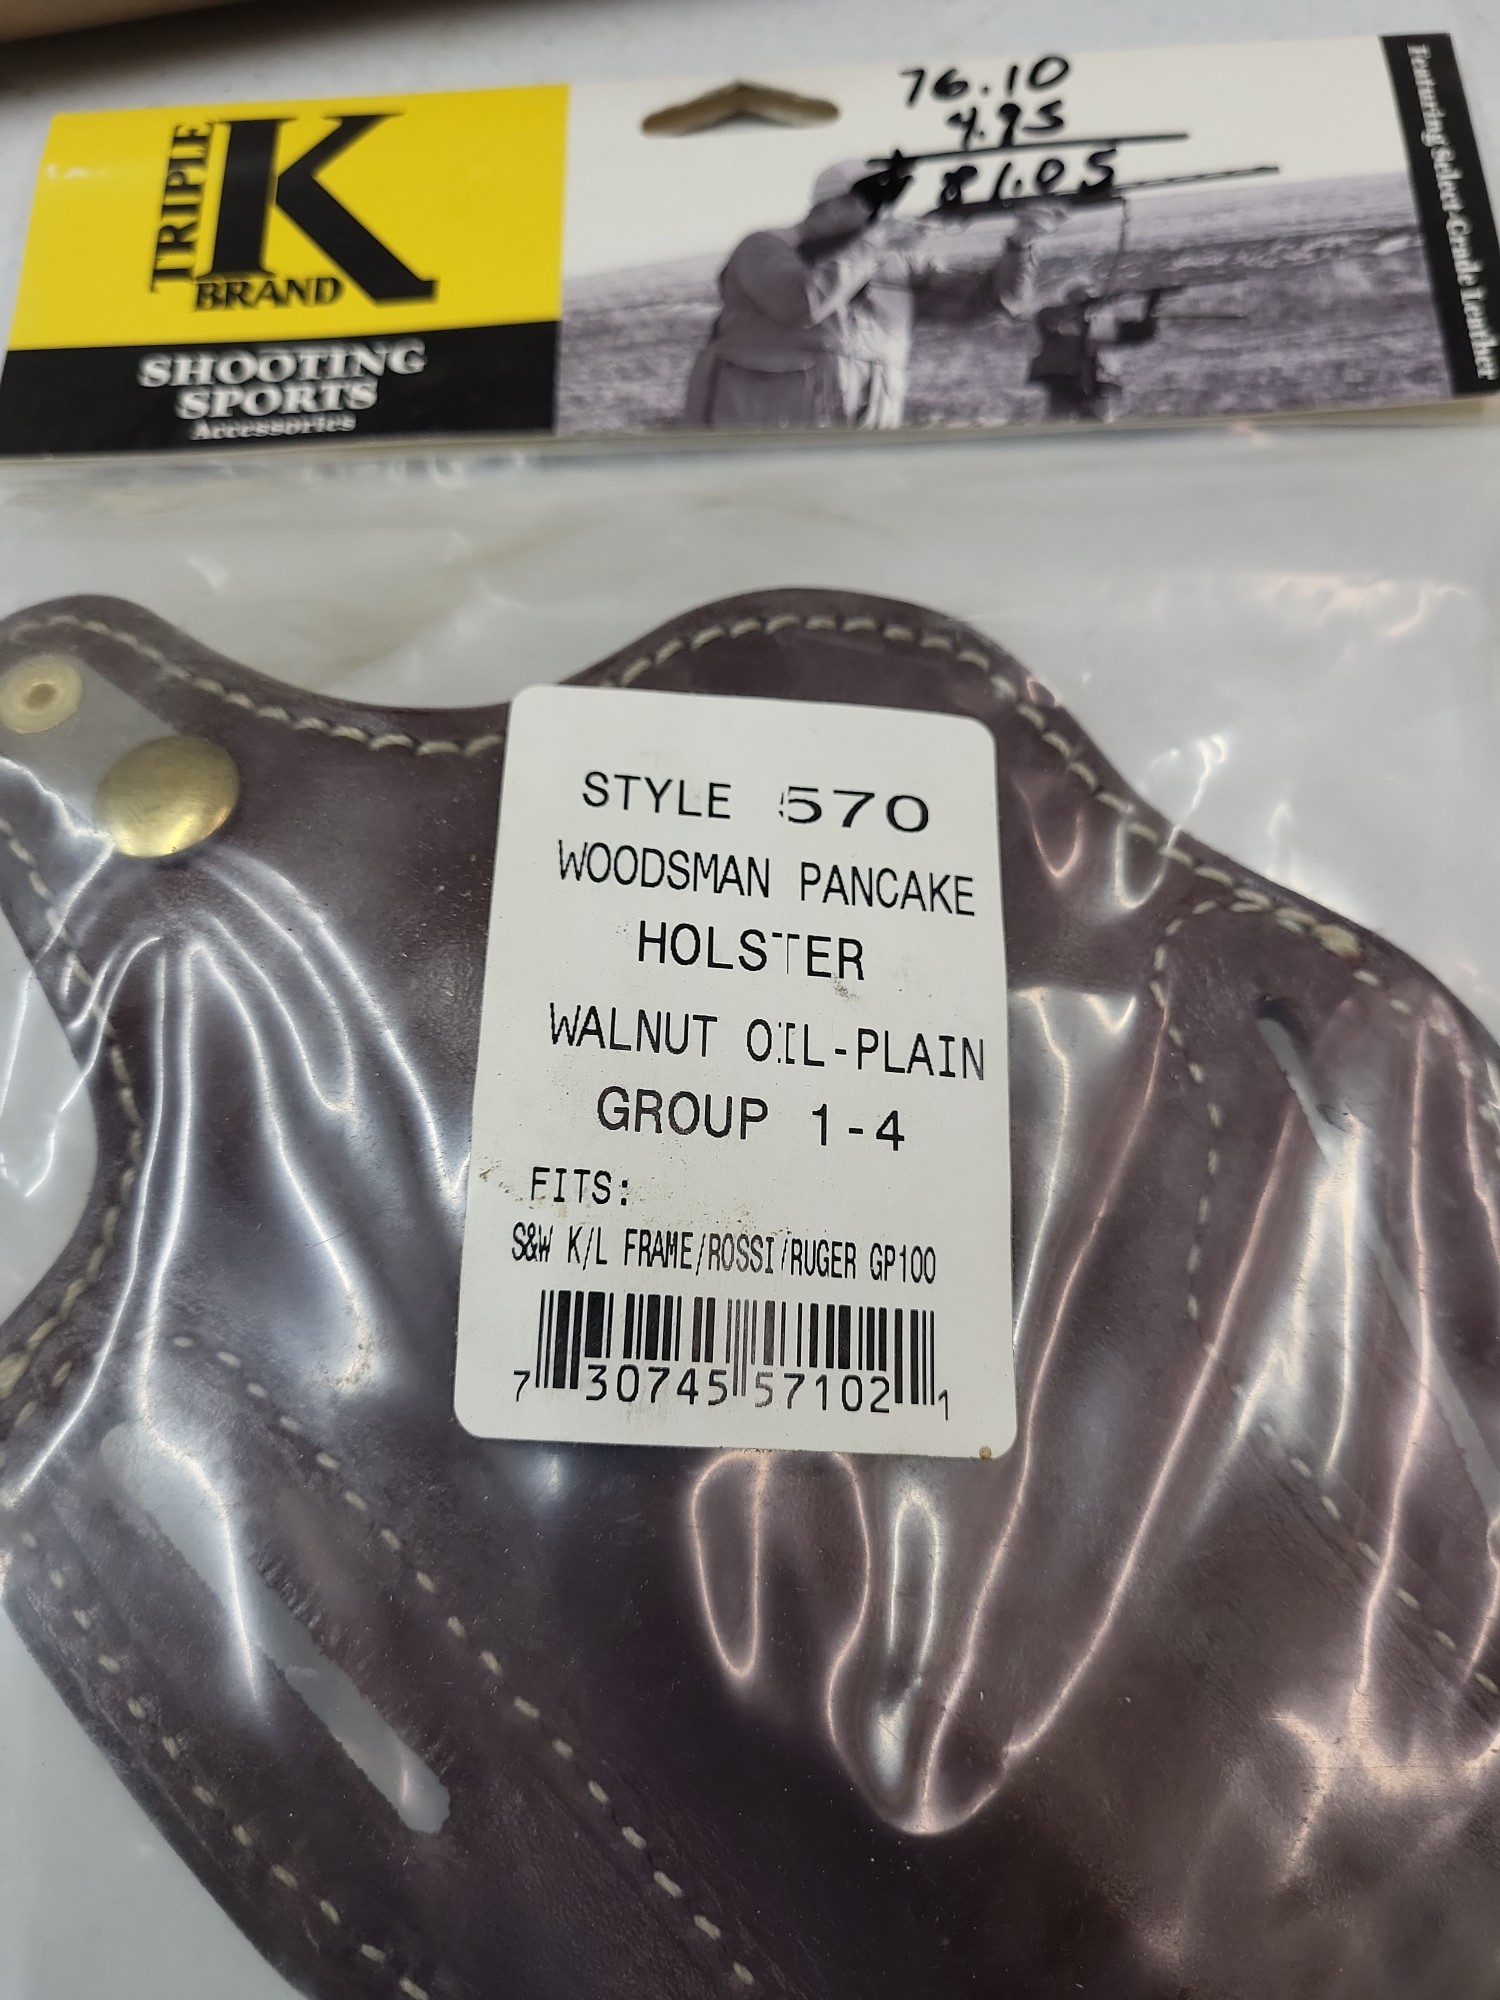 TRIPLE K
BRAND
SHOOTING
SPORTS
Accessories
76.10
4.95
81.05
Featuring Select-Grade Leather
STYLE 570
WOODSMAN PANCAKE
HOLSTER
WALNUT OIL-PLAIN
GROUP 1-4
FITS:
S&W K/L FRAME/ROSSI/RUGER GP100
7 30745 57102 1